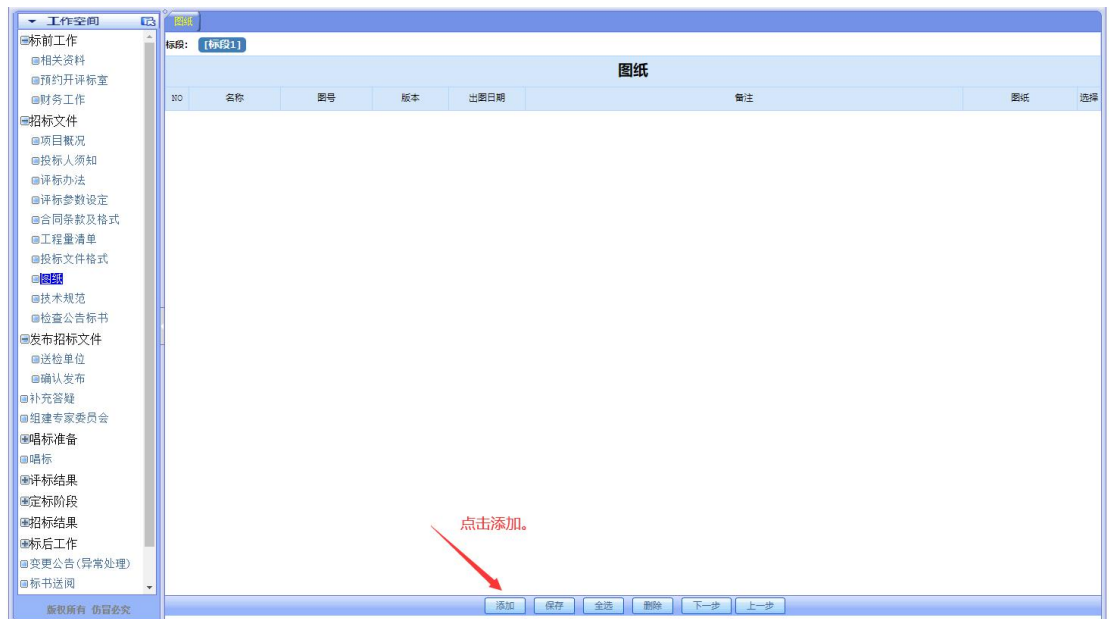 工作空间
标前工作
相关资料
预约开评标室
财务工作
招标文件
项目概况
投标人须知
评标办法
评标参数设定
合同条款及格式
工程量清单
投标文件格式
图纸
技术规范
检查公告标书
发布招标文件
送检单位
确认发布
补充答疑
组建专家委员会
唱标准备
唱标
评标结果
定标阶段
招标结果
标后工作
变更公告(异常处理)
标书送阅
版权所有 仿冒必究
图纸
标段: [标段1]
图纸
NO 名称 图号 版本 出图日期 备注 图纸 选择
点击添加。
添加 保存 全选 删除 下一步 上一步